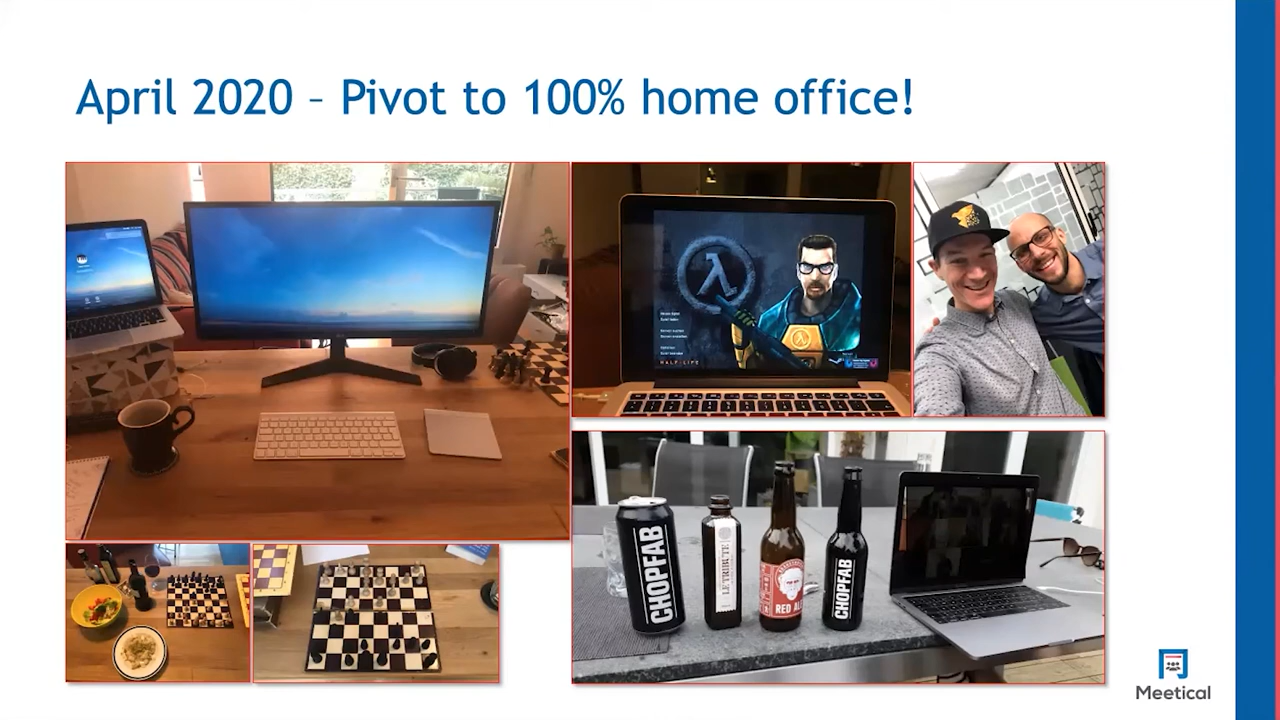 April 2020 – Pivot to 100% home office!
HALF-LIFE
CHOPFAB
LE TRIBUTE
RED ALE
CHOPFAB
Meetical